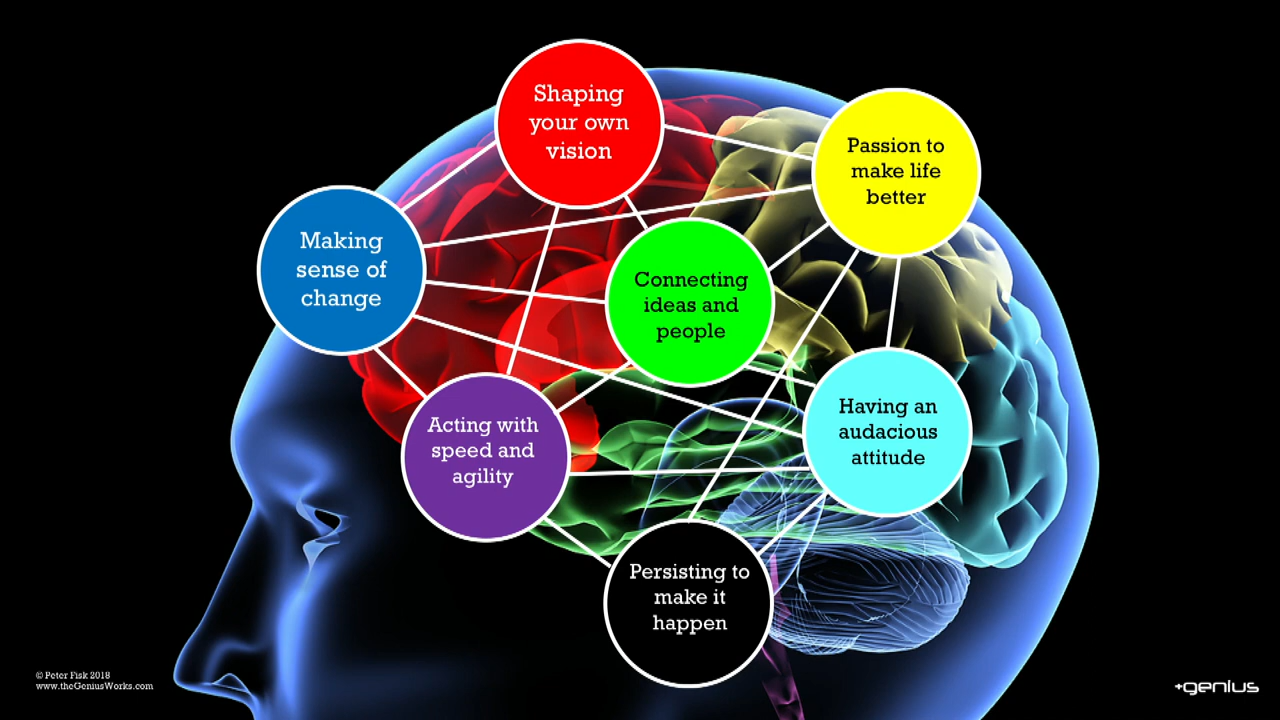 Shaping
your own
vision
Passion to
make life
better
Making
sense of
change
Connecting
ideas and
people
Acting with
speed and
agility
Having an
audacious
attitude
Persisting to
make it
happen
© Peter Fisk 2018
www.theGeniusWorks.com
+genius